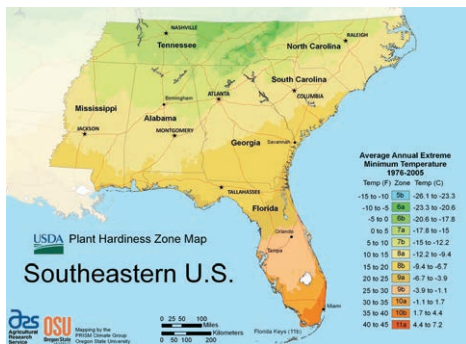 NASHVILLE
Tennessee
North Carolina
RALEIGH
South Carolina
COLUMBIA
ATLANTA
Birmingham
Mississippi
Alabama
JACKSON
MONTGOMERY
Georgia
Savannah
TALLAHASSEE
Florida
Orlando
Tampa
Miami
Florida Keys (11b)
Average Annual Extreme
Minimum Temperature
1976-2005
Temp (F) Zone Temp (C)
-15 to -10 5b -26.1 to -23.3
-10 to -5 6a -23.3 to -20.6
-5 to 0 6b -20.6 to -17.8
0 to 5 7a -17.8 to -15
5 to 10 7b -15 to -12.2
10 to 15 8a -12.2 to -9.4
15 to 20 8b -9.4 to -6.7
20 to 25 9a -6.7 to -3.9
25 to 30 9b -3.9 to -1.1
30 to 35 10a -1.1 to 1.7
35 to 40 10b 1.7 to 4.4
40 to 45 11a 4.4 to 7.2
USDA Plant Hardiness Zone Map
Southeastern U.S.
ars
Agricultural
Research
Service
OSU
Oregon State
University
Mapping by the
PRISM Climate Group
Oregon State University
0 25 50 100
Miles
0 50 100 200
Kilometers